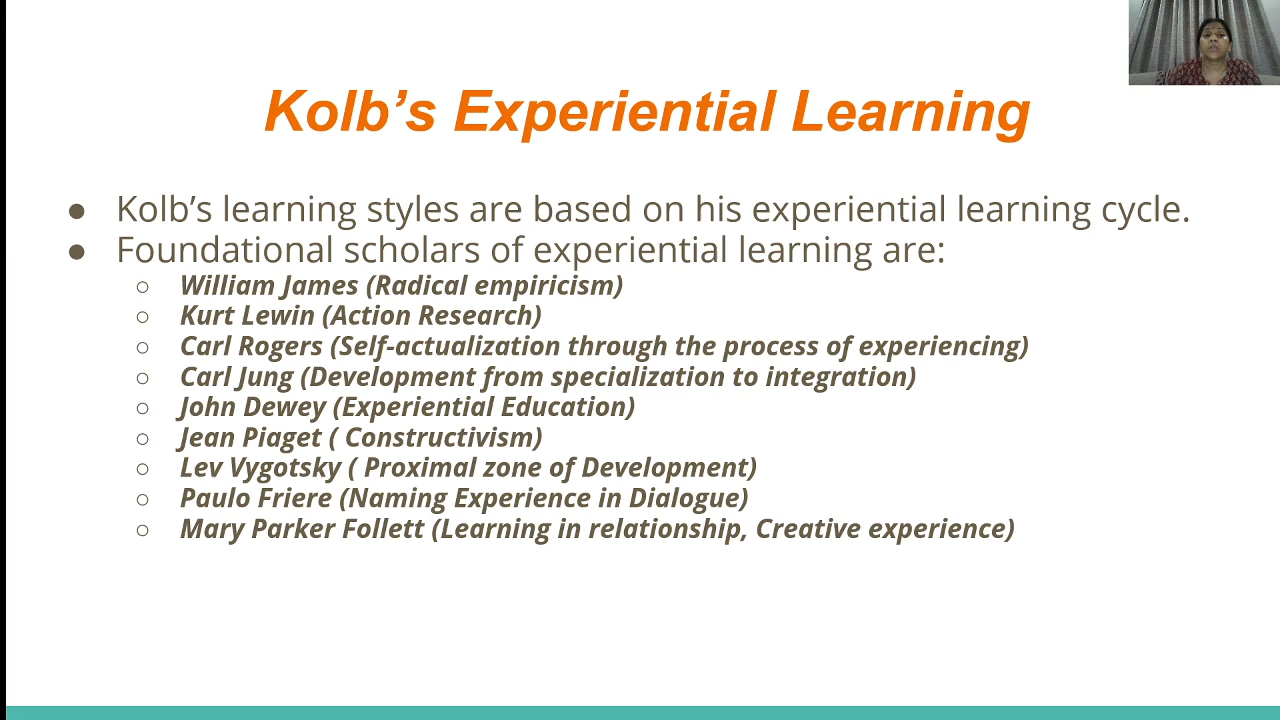 Kolb’s Experiential Learning
● Kolb’s learning styles are based on his experiential learning cycle.
● Foundational scholars of experiential learning are:
○ William James (Radical empiricism)
○ Kurt Lewin (Action Research)
○ Carl Rogers (Self-actualization through the process of experiencing)
○ Carl Jung (Development from specialization to integration)
○ John Dewey (Experiential Education)
○ Jean Piaget ( Constructivism)
○ Lev Vygotsky ( Proximal zone of Development)
○ Paulo Friere (Naming Experience in Dialogue)
○ Mary Parker Follett (Learning in relationship, Creative experience)